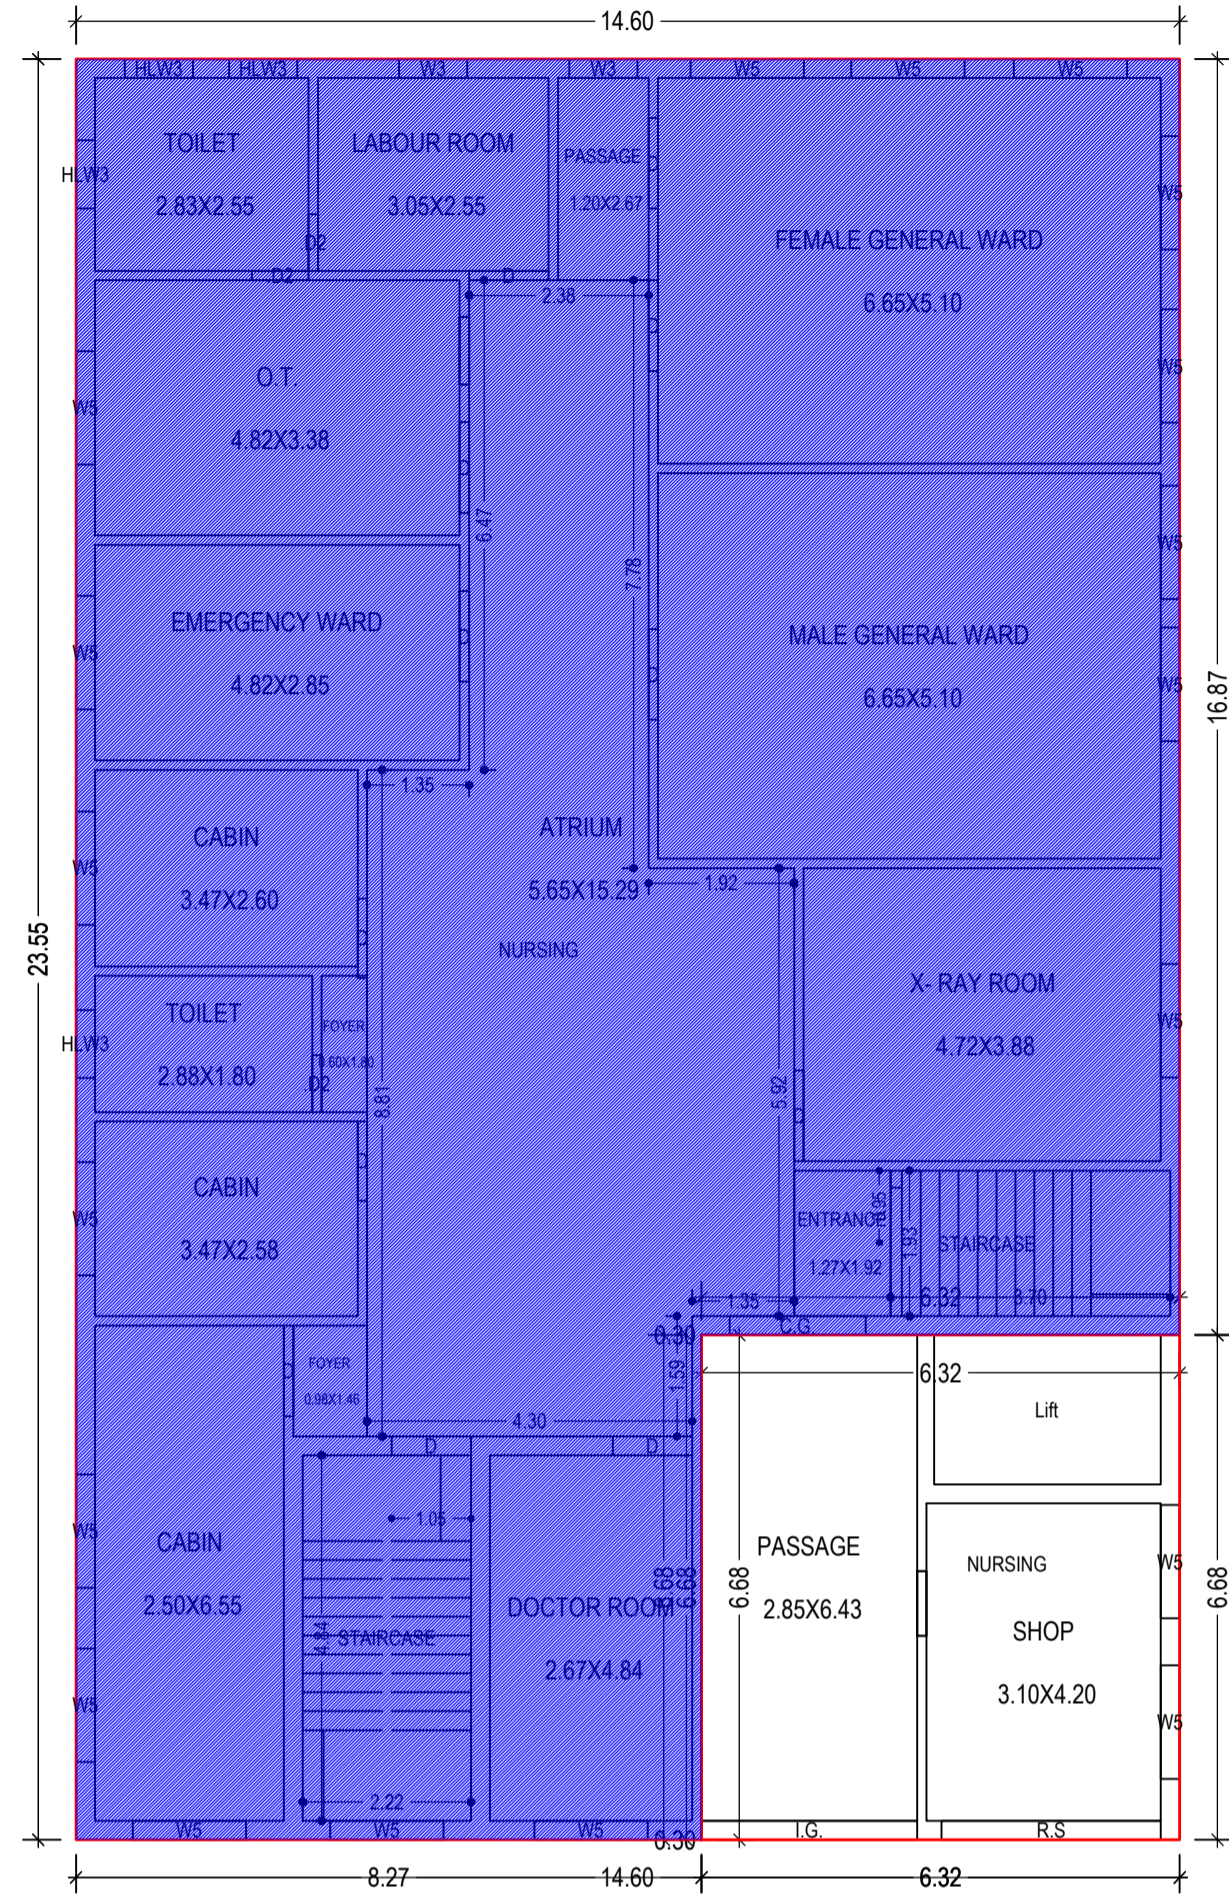 14.60
HLW3 HLW3 W3 W3 W5 W5 W5
TOILET
2.83X2.55
LABOUR ROOM
3.05X2.55
PASSAGE
1.20X2.67
D
FEMALE GENERAL WARD
6.65X5.10
HLW3
W5
D2
D2
D
2.38
D
O.T.
4.82X3.38
W5
W5
D
6.47
7.78
W5
EMERGENCY WARD
4.82X2.85
W5
D
MALE GENERAL WARD
6.65X5.10
D
W5
16.87
1.35
CABIN
3.47X2.60
W5
D
ATRIUM
5.65X15.29
1.92
NURSING
23.55
X- RAY ROOM
4.72X3.88
W5
D
TOILET
2.88X1.80
HLW3
D2
FOYER
0.60X1.80
8.81
5.92
CABIN
3.47X2.58
W5
D
ENTRANCE
1.27X1.92
0.95
1.93
STAIRCASE
1.35
6.32
3.70
C.G.
0.30
6.32
1.59
FOYER
0.98X1.46
D
4.30
D
D
Lift
1.05
CABIN
2.50X6.55
W5
W5
STAIRCASE
4.84
2.22
DOCTOR ROOM
2.67X4.84
6.68
6.68
6.68
PASSAGE
2.85X6.43
NURSING
SHOP
3.10X4.20
W5
W5
6.68
W5 W5 W5
0.30
I.G.
R.S
8.27
14.60
6.32